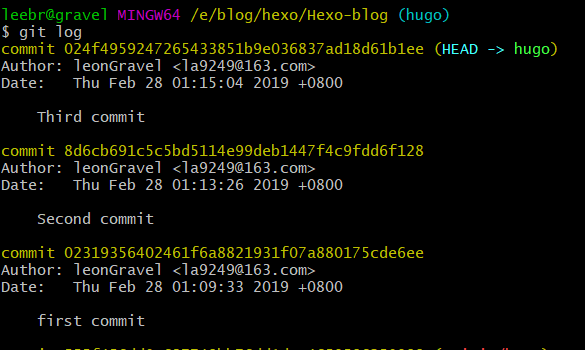 leebr@gravel MINGW64 /e/blog/hexo/Hexo-blog (hugo)
$ git log
commit 024f4959247265433851b9e036837ad18d61b1ee (HEAD -> hugo)
Author: leonGravel <la9249@163.com>
Date: Thu Feb 28 01:15:04 2019 +0800
Third commit
commit 8d6cb691c5c5bd5114e99deb1447f4c9fdd6f128
Author: leonGravel <la9249@163.com>
Date: Thu Feb 28 01:13:26 2019 +0800
Second commit
commit 02319356402461f6a8821931f07a880175cde6ee
Author: leonGravel <la9249@163.com>
Date: Thu Feb 28 01:09:33 2019 +0800
first commit